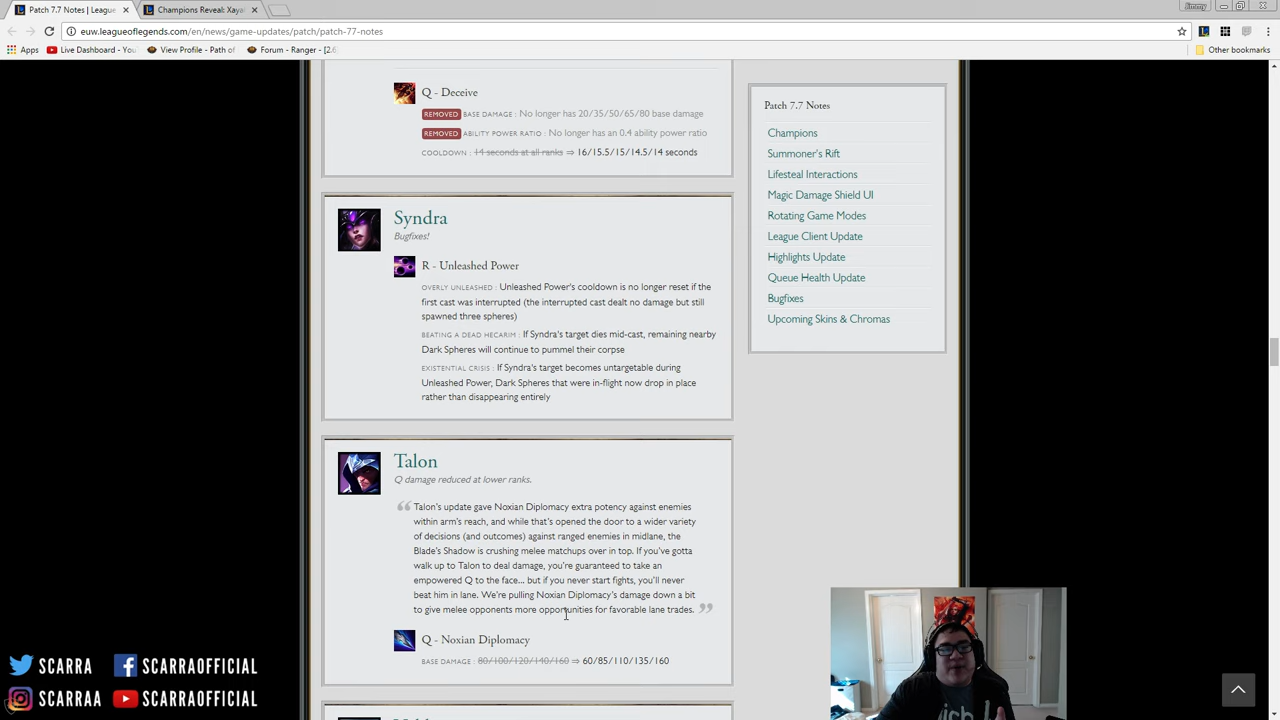 Patch 7.7 Notes | Leagu
Champions Reveal: Xaya
Jimmy
euw.leagueoflegends.com/en/news/game-updates/patch/patch-77-notes
Apps
Live Dashboard - You
View Profile - Path of
Forum - Ranger - [2.6
Other bookmarks
Q - Deceive
REMOVED BASE DAMAGE : No longer has 20/35/50/65/80 base damage
REMOVED ABILITY POWER RATIO : No longer has an 0.4 ability power ratio
COOLDOWN : 14 seconds at all ranks ⇒ 16/15.5/15/14.5/14 seconds
Syndra
Bugfixes!
R - Unleashed Power
OVERLY UNLEASHED : Unleashed Power's cooldown is no longer reset if the
first cast was interrupted (the interrupted cast dealt no damage but still
spawned three spheres)
BEATING A DEAD HECARIM : If Syndra's target dies mid-cast, remaining nearby
Dark Spheres will continue to pummel their corpse
EXISTENTIAL CRISIS : If Syndra's target becomes untargetable during
Unleashed Power, Dark Spheres that were in-flight now drop in place
rather than disappearing entirely
Talon
Q damage reduced at lower ranks.
Talon's update gave Noxian Diplomacy extra potency against enemies
within arm's reach, and while that's opened the door to a wider variety
of decisions (and outcomes) against ranged enemies in midlane, the
Blade's Shadow is crushing melee matchups over in top. If you've gotta
walk up to Talon to deal damage, you're guaranteed to take an
empowered Q to the face... but if you never start fights, you'll never
beat him in lane. We're pulling Noxian Diplomacy's damage down a bit
to give melee opponents more opportunities for favorable lane trades.
Q - Noxian Diplomacy
BASE DAMAGE : 80/100/120/140/160 ⇒ 60/85/110/135/160
Patch 7.7 Notes
Champions
Summoner's Rift
Lifesteal Interactions
Magic Damage Shield UI
Rotating Game Modes
League Client Update
Highlights Update
Queue Health Update
Bugfixes
Upcoming Skins & Chromas
SCARRA
SCARRAOFFICIAL
SCARRAA
SCARRAOFFICIAL